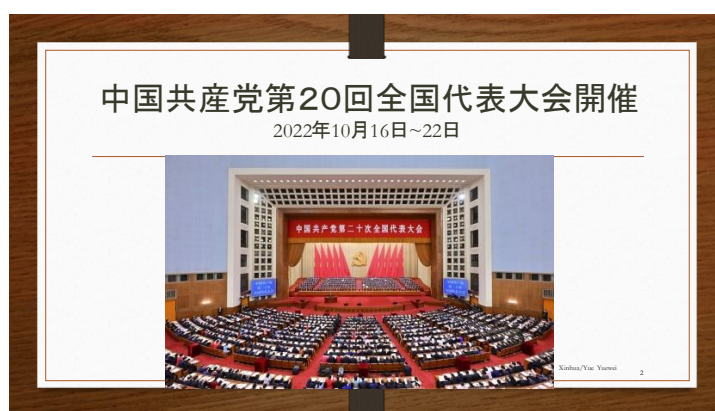 中国共産党第20回全国代表大会開催
2022年10月16日~22日
中国共产党第二十次全国代表大会
Xinhua/Yue Yuewei
2